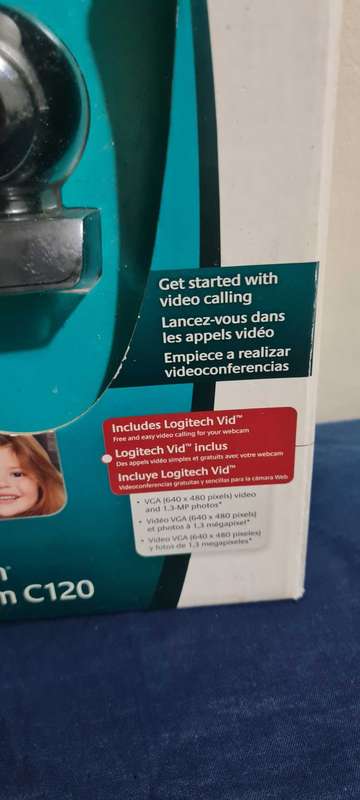 Get started with
video calling
Lancez-vous dans
les appels vidéo
Empiece a realizar
videoconferencias
Includes Logitech Vid™
Free and easy video calling for your webcam
Logitech Vid™ inclus
Des appels vidéo simples et gratuits avec votre webcam
Incluye Logitech Vid™
Videoconferencias gratuitas y sencillas para la cámara Web
• VGA (640 x 480 pixels) video
and 1.3-MP photos*
• Vidéo VGA (640 x 480 pixels)
et photos à 1,3 mégapixel*
• Video VGA (640 x 480 píxeles)
y fotos de 1,3 megapíxeles*
C120